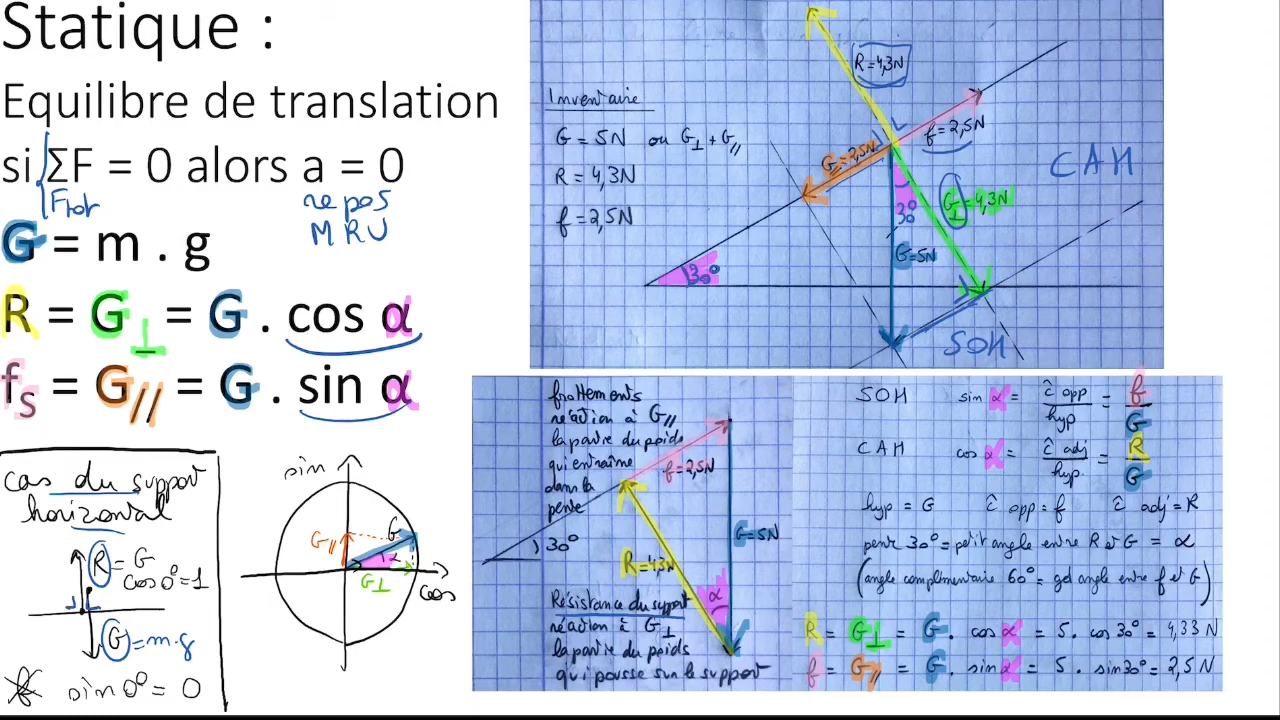 Statique :
Equilibre de translation
si ΣF = 0 alors a = 0
Ftot
repos
MRU
G = m . g
R = G⊥ = G . cos α
fs = G// = G . sin α
cas du support
horizontal
R = G
cos 0° = 1
G = m.g
sin 0° = 0
sin
G//
G
α
G⊥
cos
Inventaire
G = 5N ou G⊥ + G//
R = 4,3N
f = 2,5N
R = 4,3N
f = 2,5N
G// = 2,5N
CAH
30°
G⊥ = 4,3N
G = 5N
30°
SOH
frottements
réaction à G//
la partie du poids
qui entraîne
dans la
pente
f = 2,5N
30°
G = 5N
R = 4,3N
α
Résistance du support
réaction à G⊥
la partie du poids
qui pousse sur le support
SOH sin α = ĉ opp / hyp = f / G
CAH cos α = ĉ adj / hyp = R / G
hyp = G ĉ opp = f ĉ adj = R
pente 30° = petit angle entre R et G = α
(angle complémentaire 60° = gd angle entre f et G)
R = G⊥ = G . cos α = 5 . cos 30° = 4,33 N
f = G// = G . sin α = 5 . sin 30° = 2,5 N